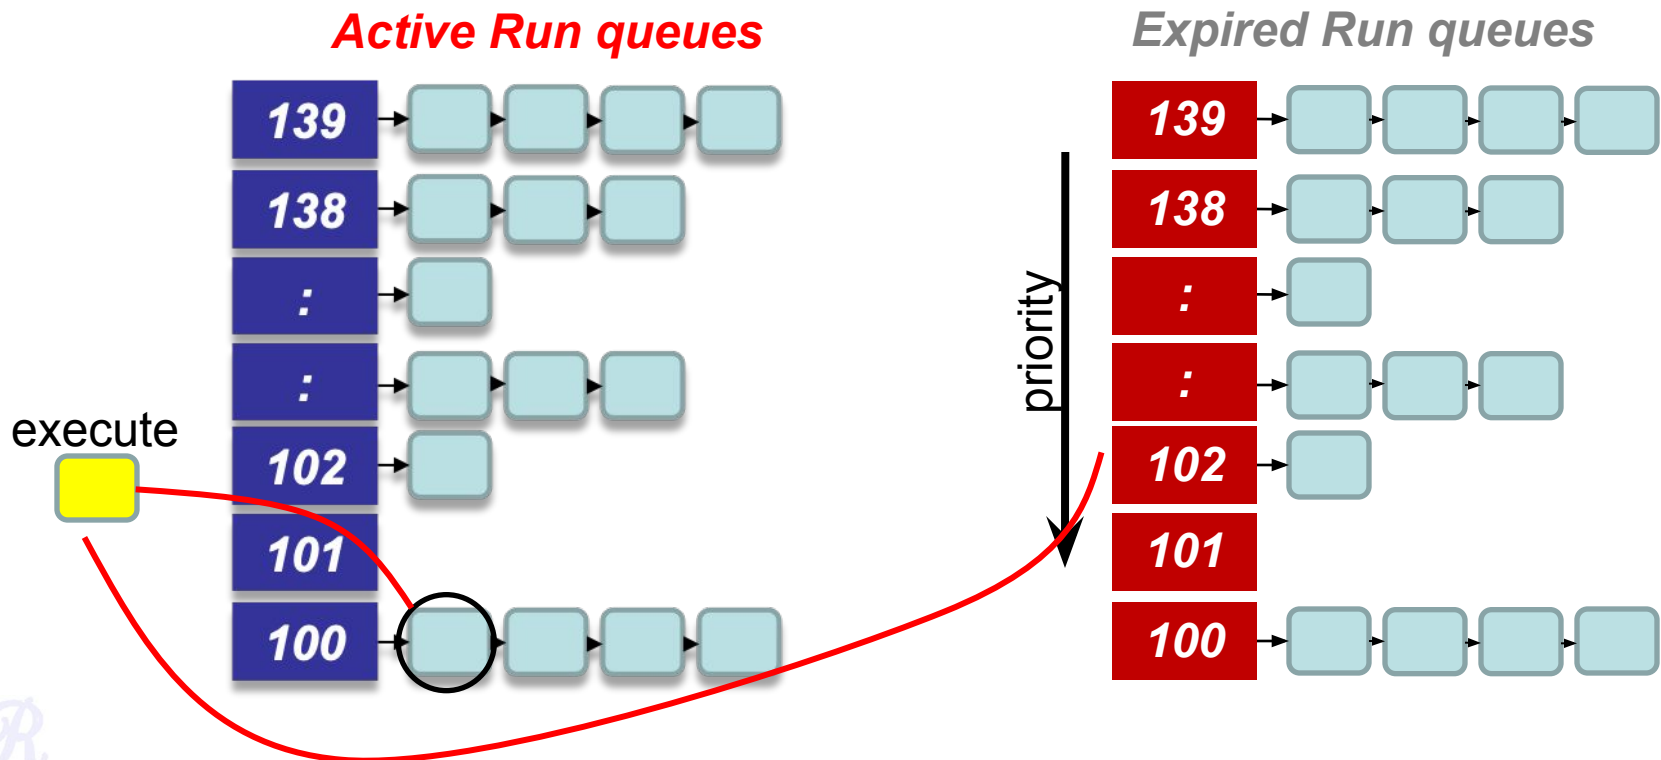 Active Run queues
139
138
:
:
102
101
100
execute
priority
Expired Run queues
139
138
:
:
102
101
100
R.